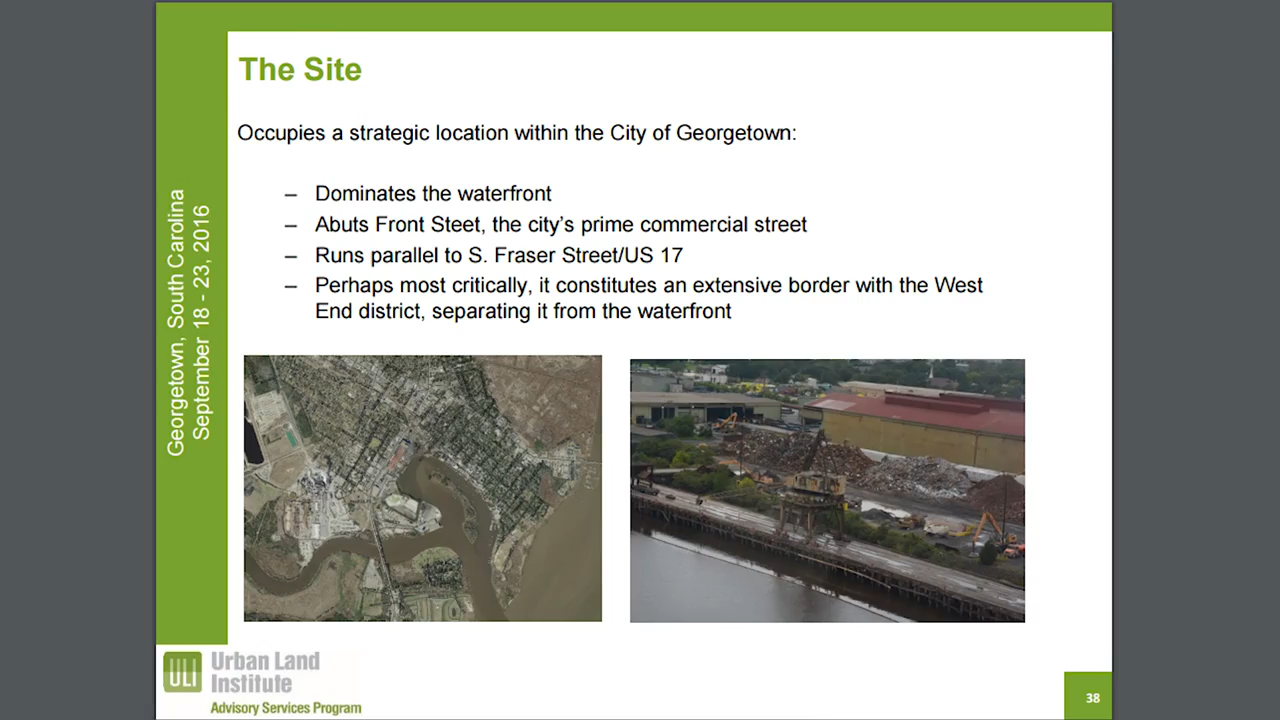 The Site
Occupies a strategic location within the City of Georgetown:
– Dominates the waterfront
– Abuts Front Steet, the city's prime commercial street
– Runs parallel to S. Fraser Street/US 17
– Perhaps most critically, it constitutes an extensive border with the West
End district, separating it from the waterfront
Georgetown, South Carolina
September 18 - 23, 2016
ULI
Urban Land
Institute
Advisory Services Program
38